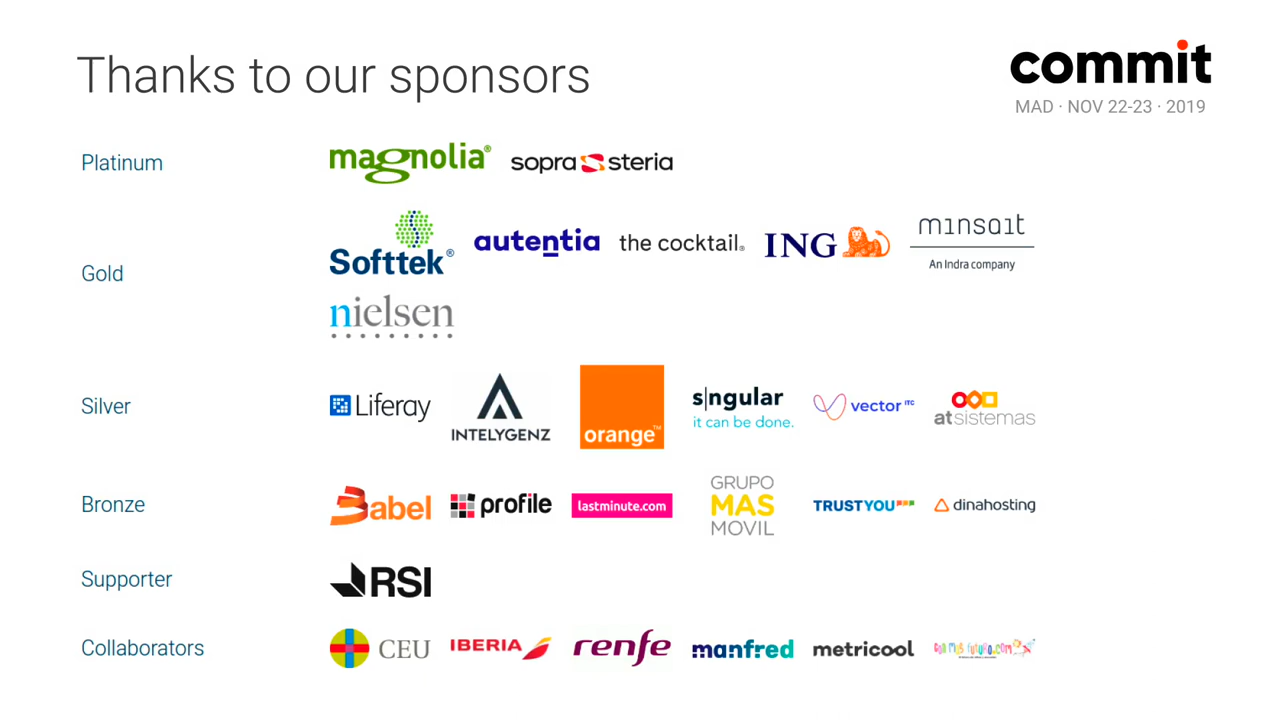 Thanks to our sponsors
commit
MAD · NOV 22-23 · 2019
Platinum
magnolia®
sopra steria
Gold
Softtek®
autentia
the cocktail®
ING
minsait
An Indra company
nielsen
Silver
Liferay
INTELYGENZ
orange™
s|ngular
it can be done.
vector ITC
atsistemas
Bronze
Babel
profile
lastminute.com
GRUPO
MAS
MOVIL
TRUSTYOU
dinahosting
Supporter
RSI
Collaborators
CEU
IBERIA
renfe
manfred
metricool